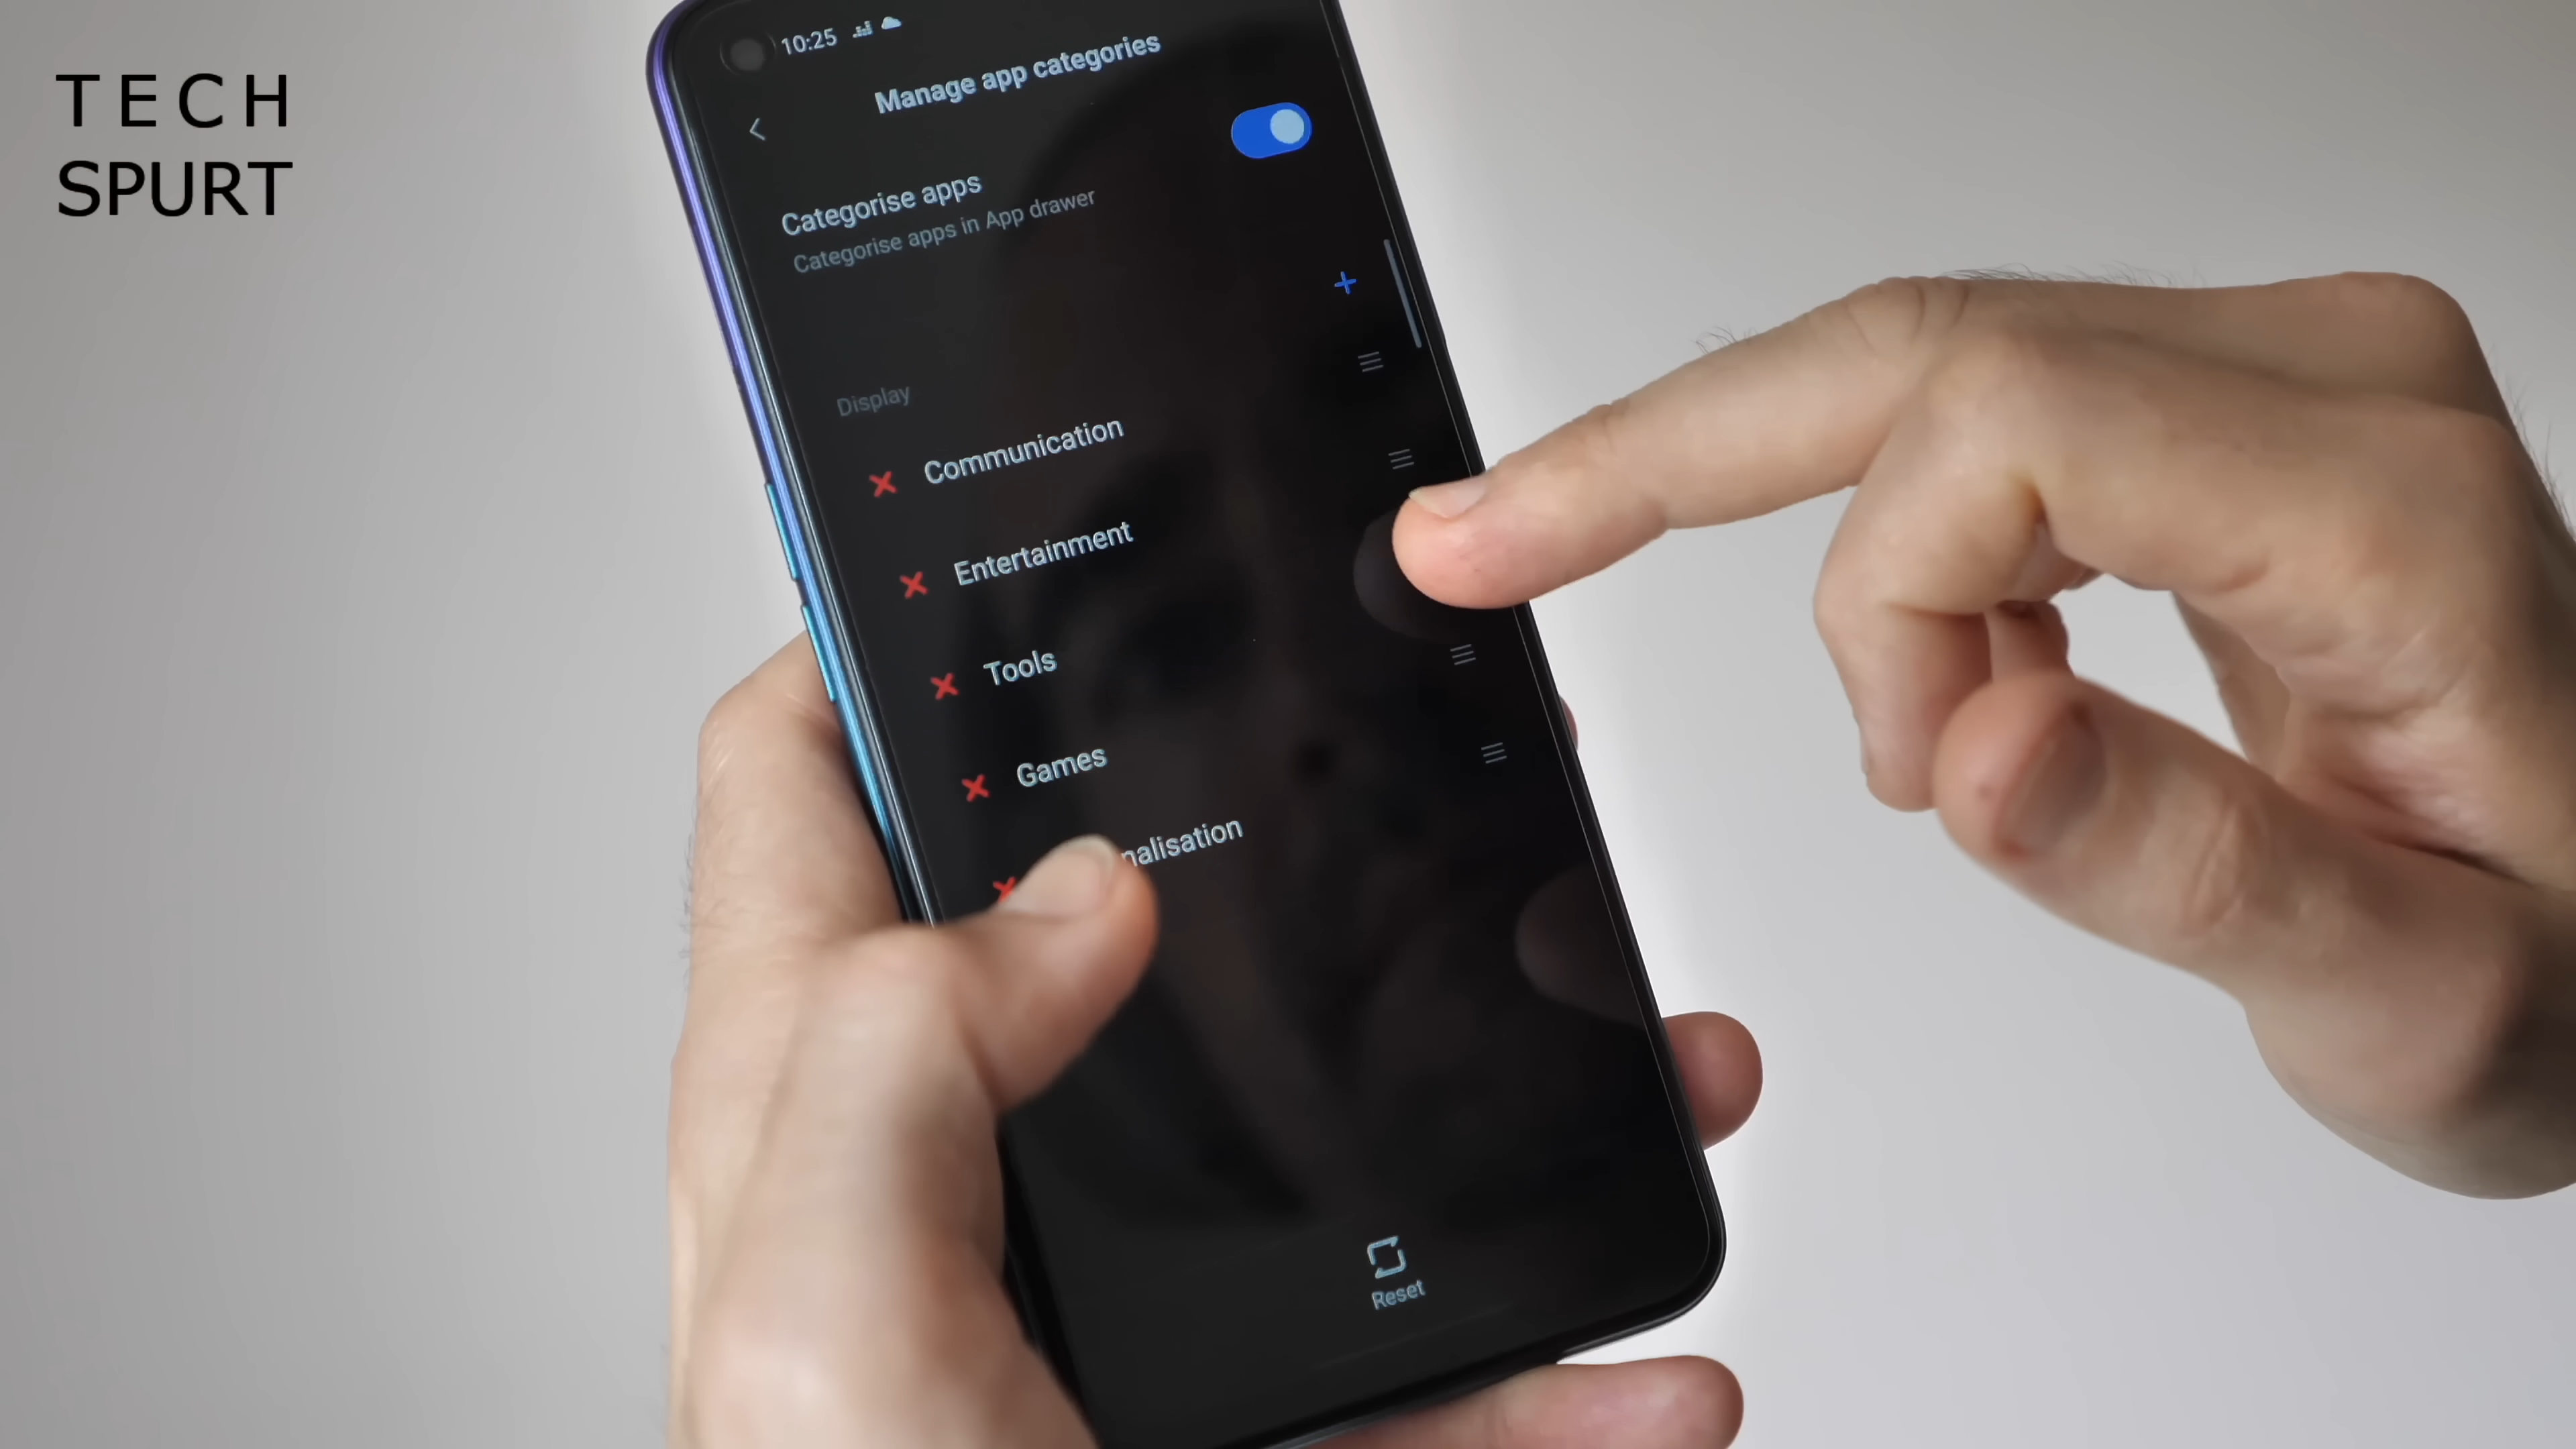 TECH
SPURT
10:25
Manage app categories
Categorise apps
Categorise apps in App drawer
Display
Communication
Entertainment
Tools
Games
nalisation
Reset